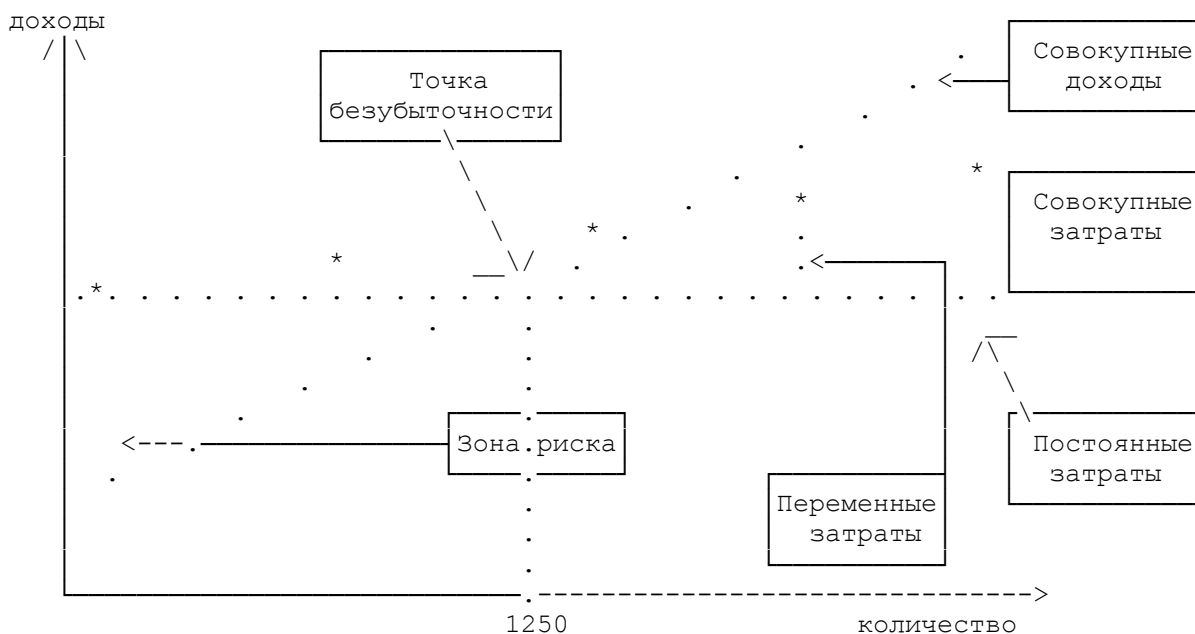 доходы
Совокупные
доходы
Точка
безубыточности
Совокупные
затраты
Зона риска
Постоянные
затраты
Переменные
затраты
1250
количество